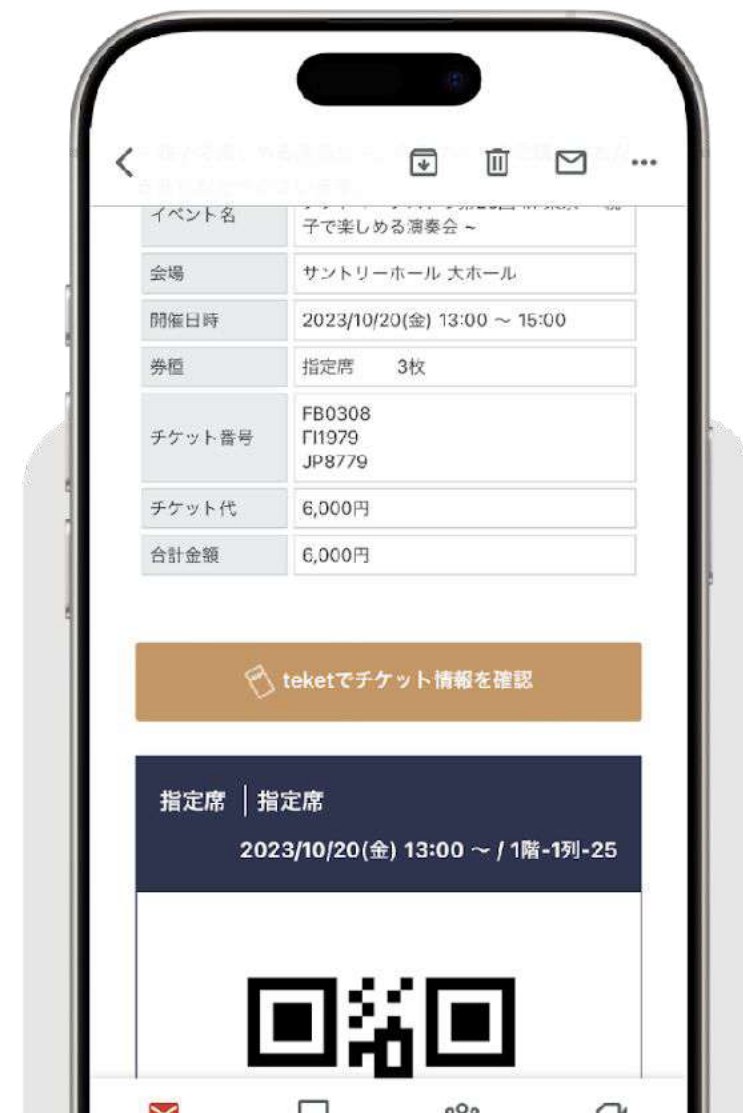 イベント名
子で楽しめる演奏会 ~
会場
サントリーホール 大ホール
開催日時
2023/10/20(金) 13:00 ～ 15:00
券種
指定席 3枚
チケット番号
FB0308
FI1979
JP8779
チケット代
6,000円
合計金額
6,000円
teketでチケット情報を確認
指定席 | 指定席
2023/10/20(金) 13:00 ～ / 1階-1列-25